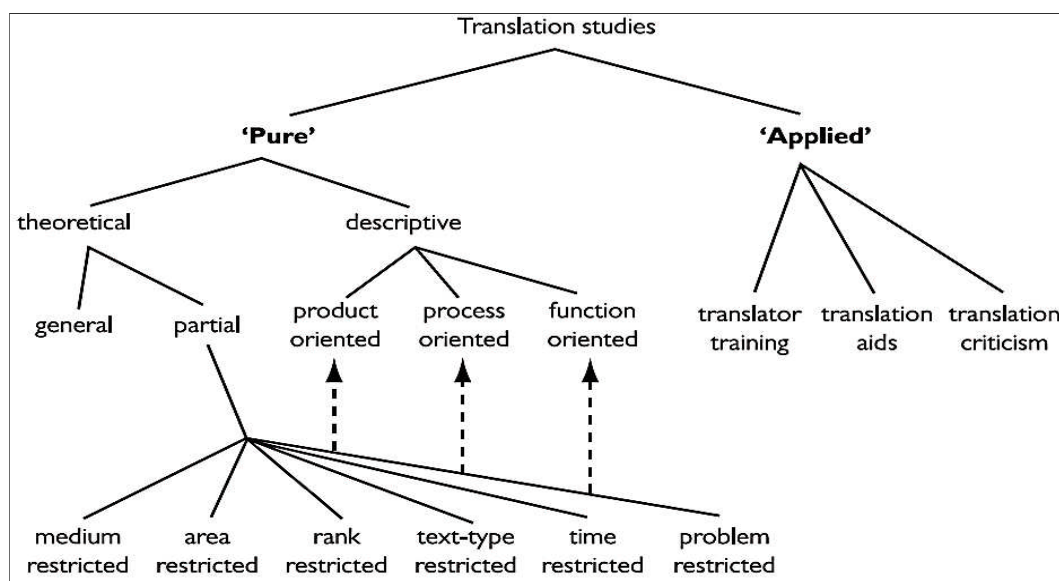 Translation studies
‘Pure’
‘Applied’
theoretical
descriptive
general
partial
product
oriented
process
oriented
function
oriented
translator
training
translation
aids
translation
criticism
medium
restricted
area
restricted
rank
restricted
text-type
restricted
time
restricted
problem
restricted